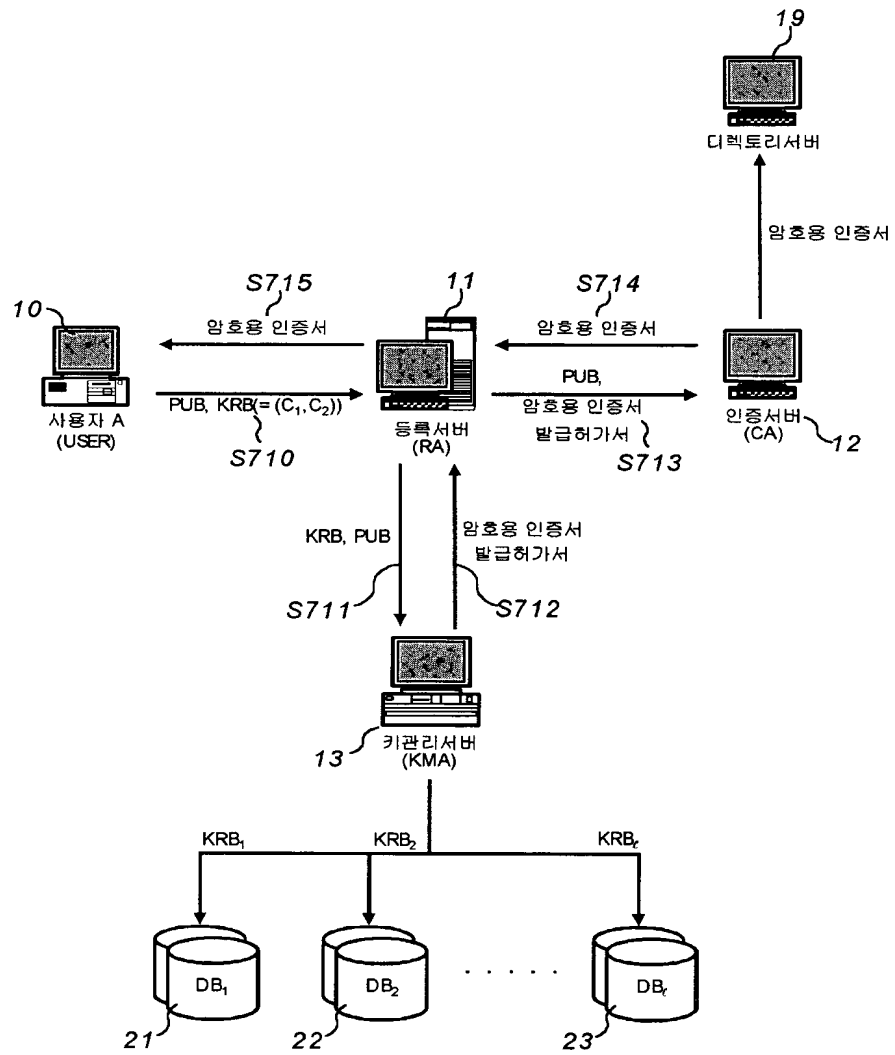 19
디렉토리서버
암호용 인증서
S715
11
S714
10
암호용 인증서
암호용 인증서
PUB, KRB(= (C₁, C₂))
PUB,
암호용 인증서
발급허가서
사용자 A
(USER)
S710
등록서버
(RA)
S713
인증서버
(CA)
12
KRB, PUB
암호용 인증서
발급허가서
S711
S712
13
키관리서버
(KMA)
KRB₁
KRB₂
KRBℓ
DB₁
DB₂
. . . . .
DBℓ
21
22
23